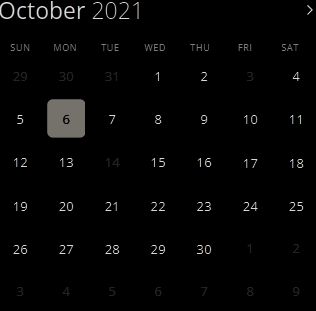 October 2021
SUN MON TUE WED THU FRI SAT
29 30 31 1 2 3 4
5 6 7 8 9 10 11
12 13 14 15 16 17 18
19 20 21 22 23 24 25
26 27 28 29 30 1 2
3 4 5 6 7 8 9